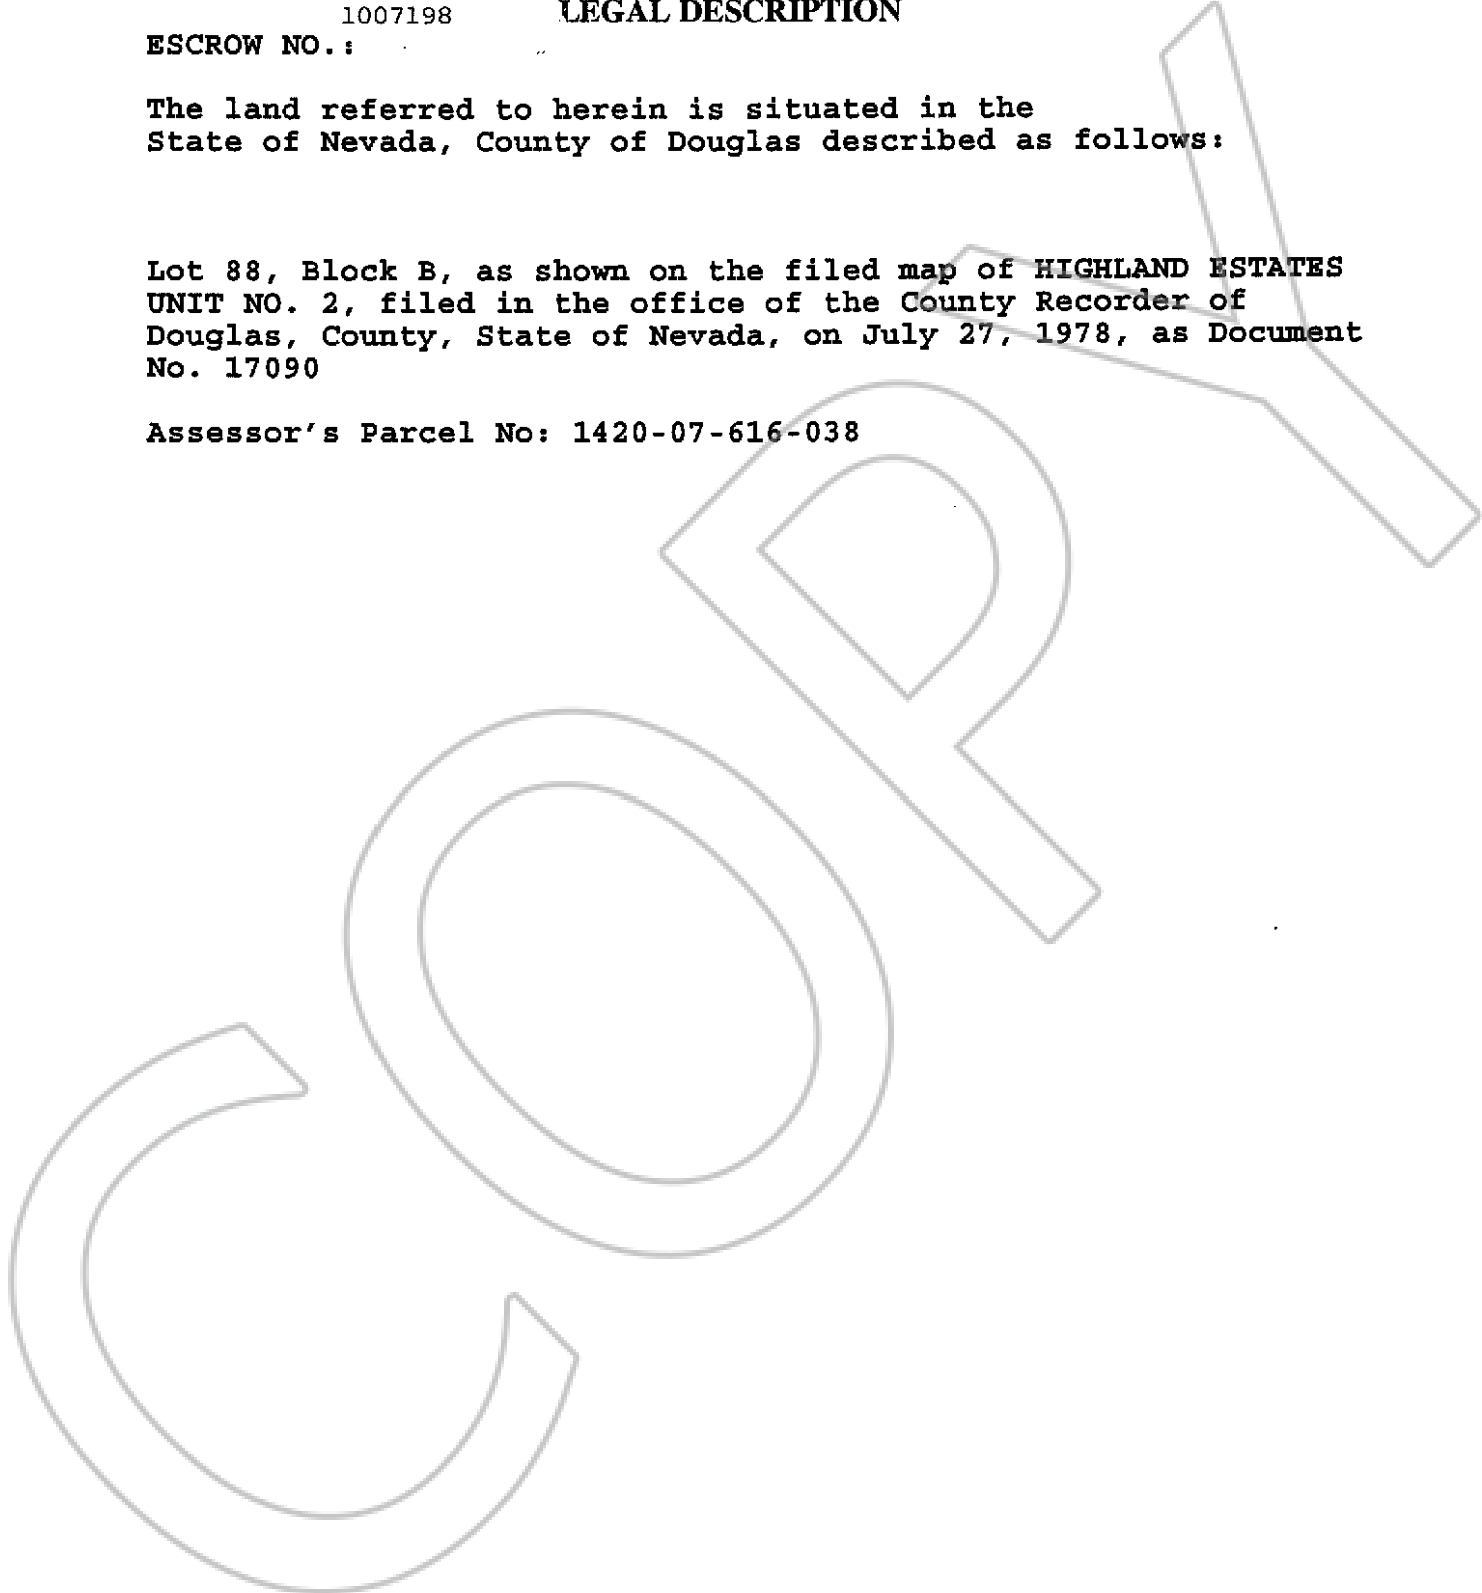 1007198 LEGAL DESCRIPTION
ESCROW NO.:
The land referred to herein is situated in the
State of Nevada, County of Douglas described as follows:
Lot 88, Block B, as shown on the filed map of HIGHLAND ESTATES
UNIT NO. 2, filed in the office of the County Recorder of
Douglas, County, State of Nevada, on July 27, 1978, as Document
No. 17090
Assessor's Parcel No: 1420-07-616-038
COPY